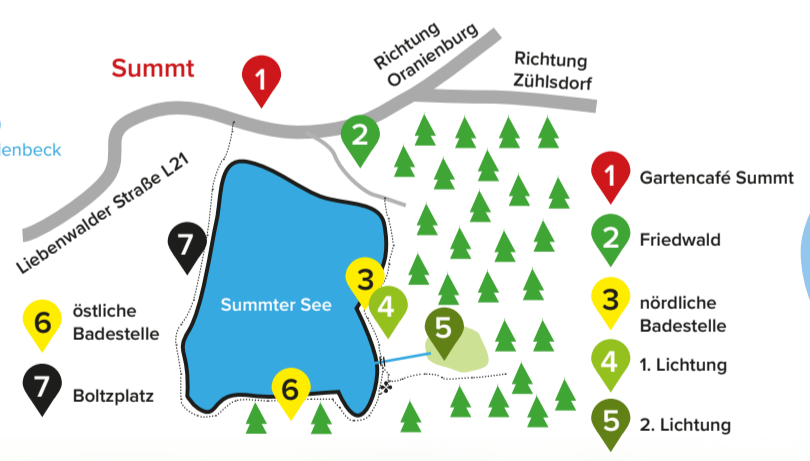 Summt
1
Richtung
Oranienburg
Richtung
Zühlsdorf
2
enbeck
Liebenwalder Straße L21
7
Summter See
3
4
5
6
6
östliche
Badestelle
7
Boltzplatz
1
Gartencafé Summt
2
Friedwald
3
nördliche
Badestelle
4
1. Lichtung
5
2. Lichtung